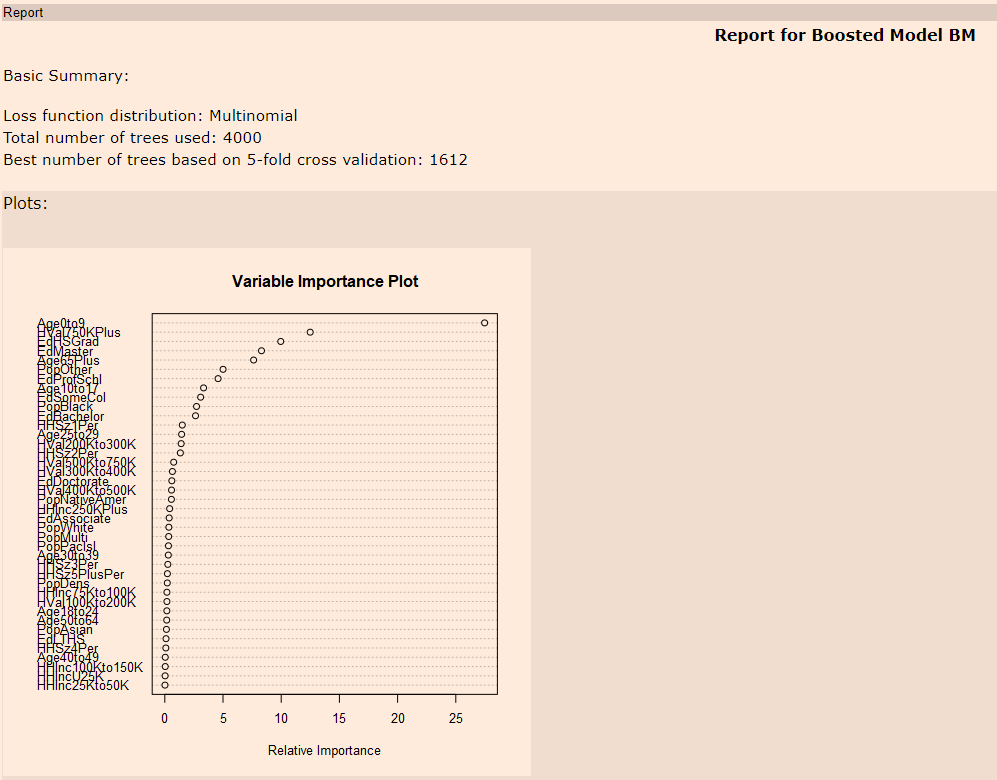 Report
Report for Boosted Model BM
Basic Summary:
Loss function distribution: Multinomial
Total number of trees used: 4000
Best number of trees based on 5-fold cross validation: 1612
Plots:
Variable Importance Plot
Age0to9
HVal750KPlus
EdHSGrad
EdMaster
Age65Plus
PopOther
EdProfSchl
Age10to17
EdSomeCol
PopBlack
EdBachelor
HHSz1Per
Age25to29
HVal200Kto300K
HHSz2Per
HVal500Kto750K
HVal300Kto400K
EdDoctorate
HVal400Kto500K
PopNativeAmer
HHInc250KPlus
EdAssociate
PopWhite
PopMulti
PopPacIsl
Age30to39
HHSz3Per
HHSz5PlusPer
PopDens
HHInc75Kto100K
HVal100Kto200K
Age18to24
Age50to64
PopAsian
EdLTHS
HHSz4Per
Age40to49
HHInc100Kto150K
HHIncU25K
HHInc25Kto50K
0 5 10 15 20 25
Relative Importance